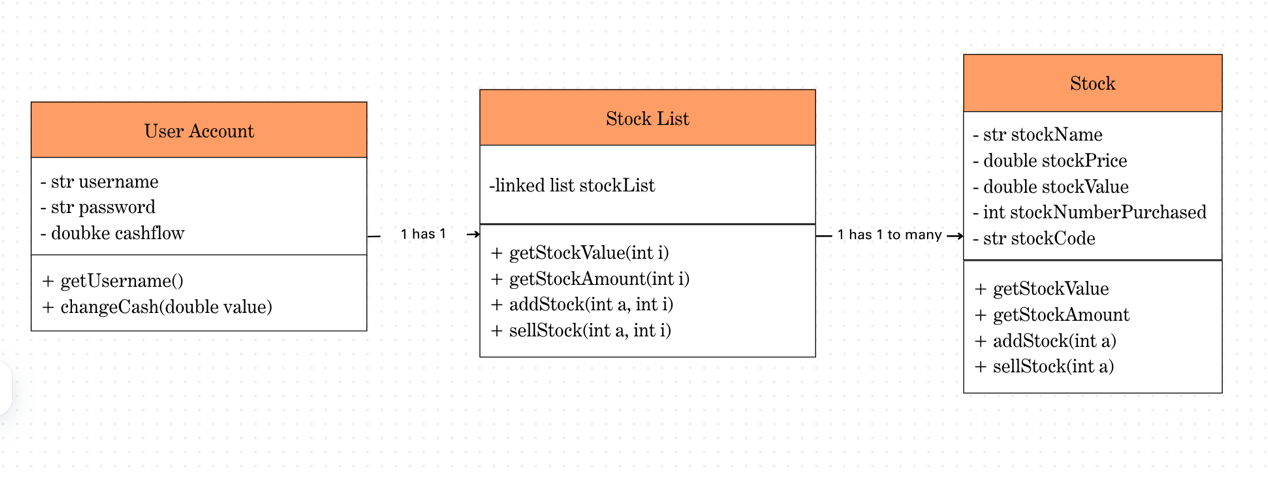 User Account
- str username
- str password
- doubke cashflow
+ getUsername()
+ changeCash(double value)
1 has 1
Stock List
-linked list stockList
+ getStockValue(int i)
+ getStockAmount(int i)
+ addStock(int a, int i)
+ sellStock(int a, int i)
1 has 1 to many
Stock
- str stockName
- double stockPrice
- double stockValue
- int stockNumberPurchased
- str stockCode
+ getStockValue
+ getStockAmount
+ addStock(int a)
+ sellStock(int a)